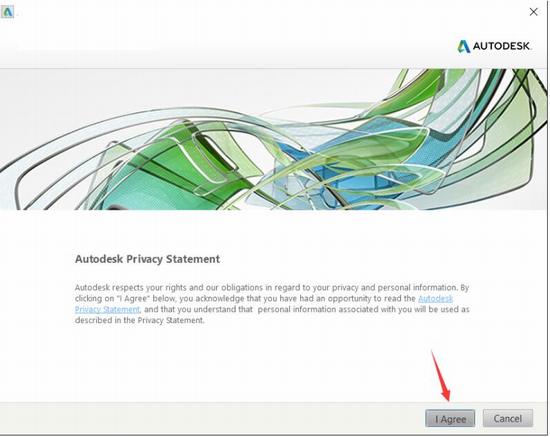 AUTODESK.
Autodesk Privacy Statement
Autodesk respects your rights and our obligations in regard to your privacy and personal information. By
clicking on "I Agree" below, you acknowledge that you have had an opportunity to read the Autodesk
Privacy Statement, and that you understand that personal information associated with you will be used as
described in the Privacy Statement.
I Agree
Cancel